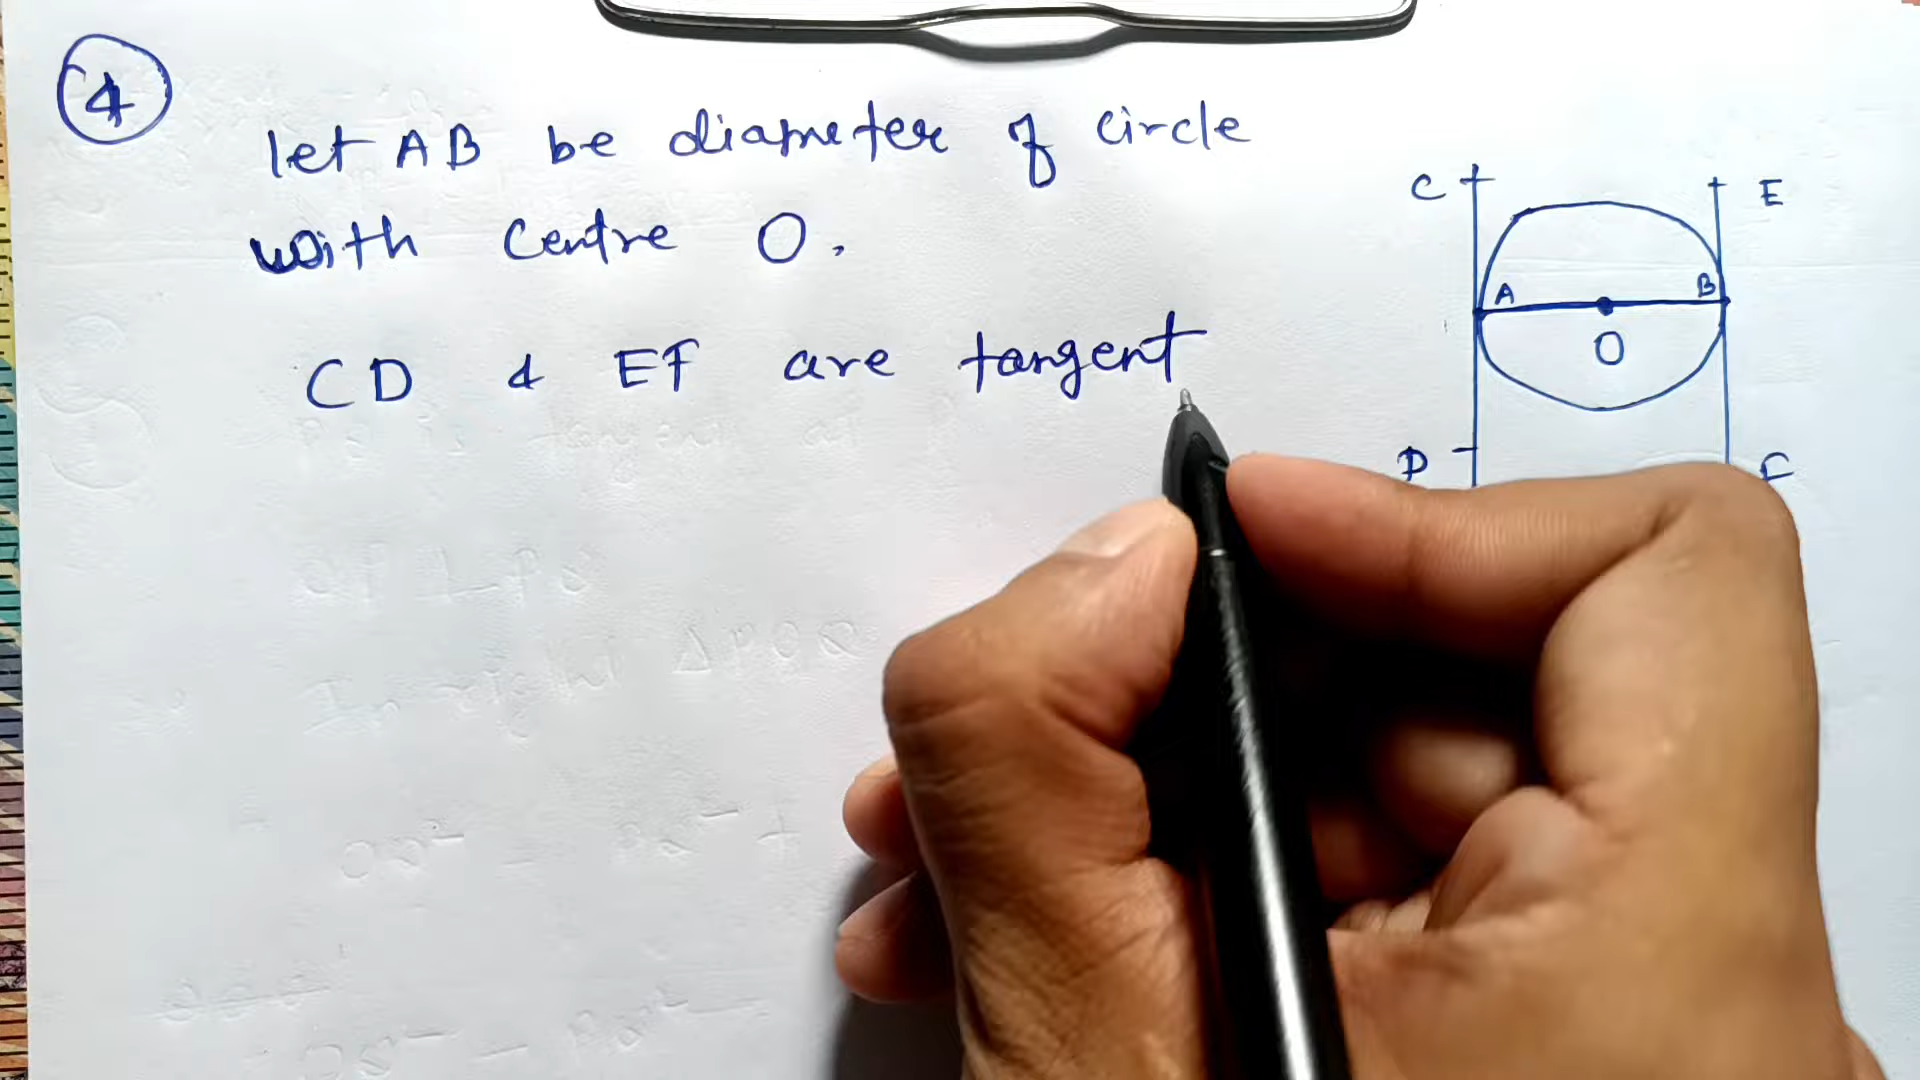 4
let AB be diameter of circle
with centre O.
CD & EF are tangent
C E
A B
O
D F